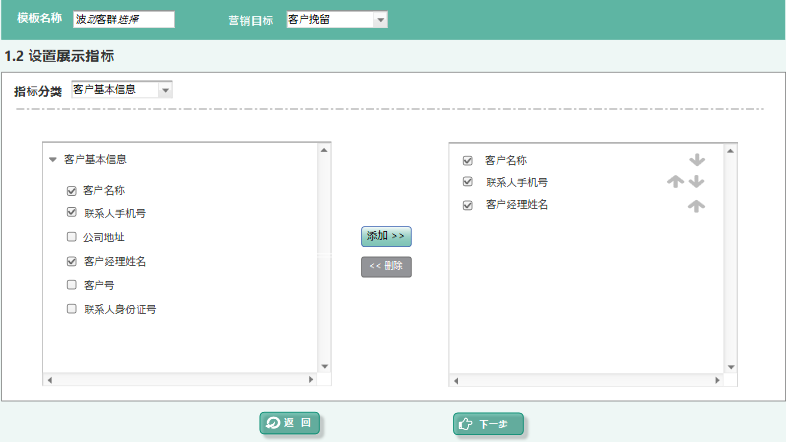 模板名称 波动客群选择 营销目标 客户挽留
1.2 设置展示指标
指标分类 客户基本信息
客户基本信息
客户名称
联系人手机号
公司地址
客户经理姓名
客户号
联系人身份证号
添加 >>
<< 删除
客户名称
联系人手机号
客户经理姓名
返 回
下一步